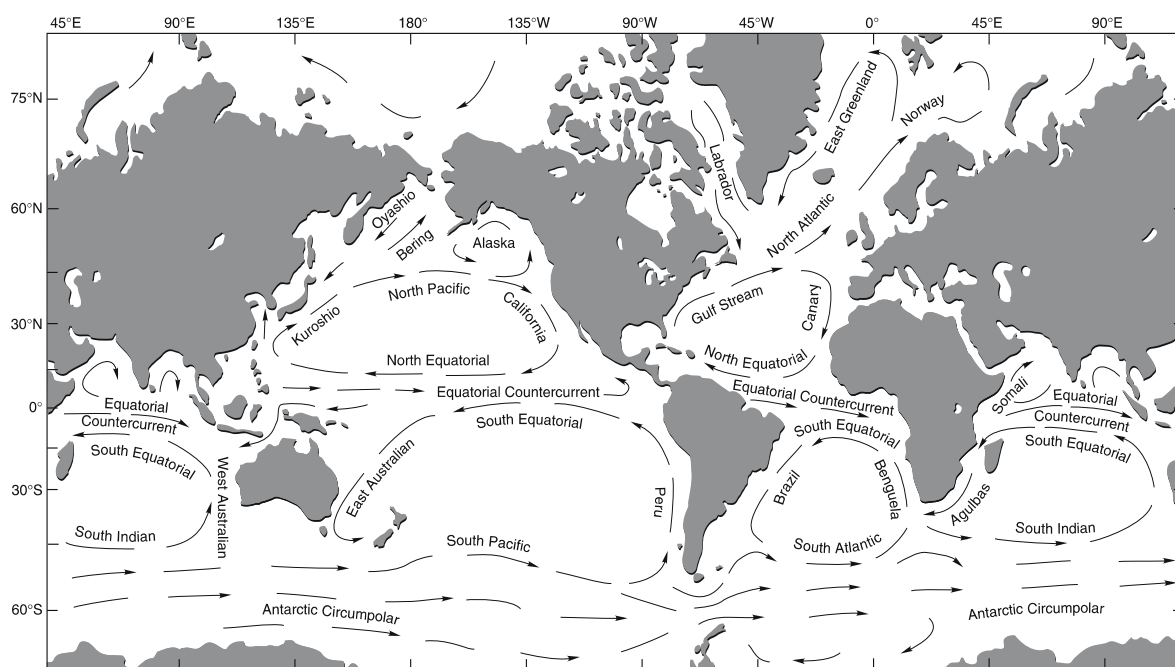 45°E 90°E 135°E 180° 135°W 90°W 45°W 0° 45°E 90°E
75°N
60°N
30°N
0°
30°S
60°S
East Greenland
Norway
Labrador
Oyashio
Bering
Alaska
North Atlantic
North Pacific
California
Kuroshio
Gulf Stream
Canary
North Equatorial
North Equatorial
Equatorial Countercurrent
Equatorial Countercurrent
Somali
Equatorial
Countercurrent
Equatorial
Countercurrent
South Equatorial
South Equatorial
South Equatorial
South Equatorial
West Australian
East Australian
Peru
Brazil
Benguela
Agulbas
South Indian
South Pacific
South Atlantic
South Indian
Antarctic Circumpolar
Antarctic Circumpolar